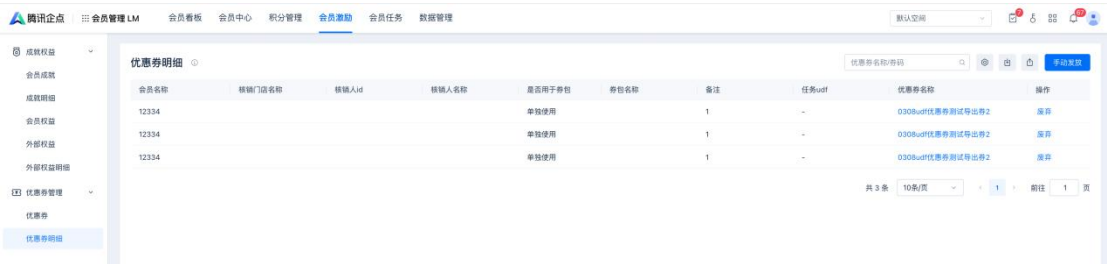 腾讯企点 会员管理 LM 会员看板 会员中心 积分管理 会员激励 会员任务 数据管理 默认空间 7 67
成就权益
会员成就
成就明细
会员权益
外部权益
外部权益明细
优惠券管理
优惠券
优惠券明细
优惠券明细 优惠券名称/券码 手动发放
会员名称 核销门店名称 核销人id 核销人名称 是否用于券包 券包名称 备注 任务udf 优惠券名称 操作
12334 单独使用 1 - 0308udf优惠券测试导出券2 废弃
12334 单独使用 1 - 0308udf优惠券测试导出券2 废弃
12334 单独使用 1 - 0308udf优惠券测试导出券2 废弃
共 3 条 10条/页 1 前往 1 页